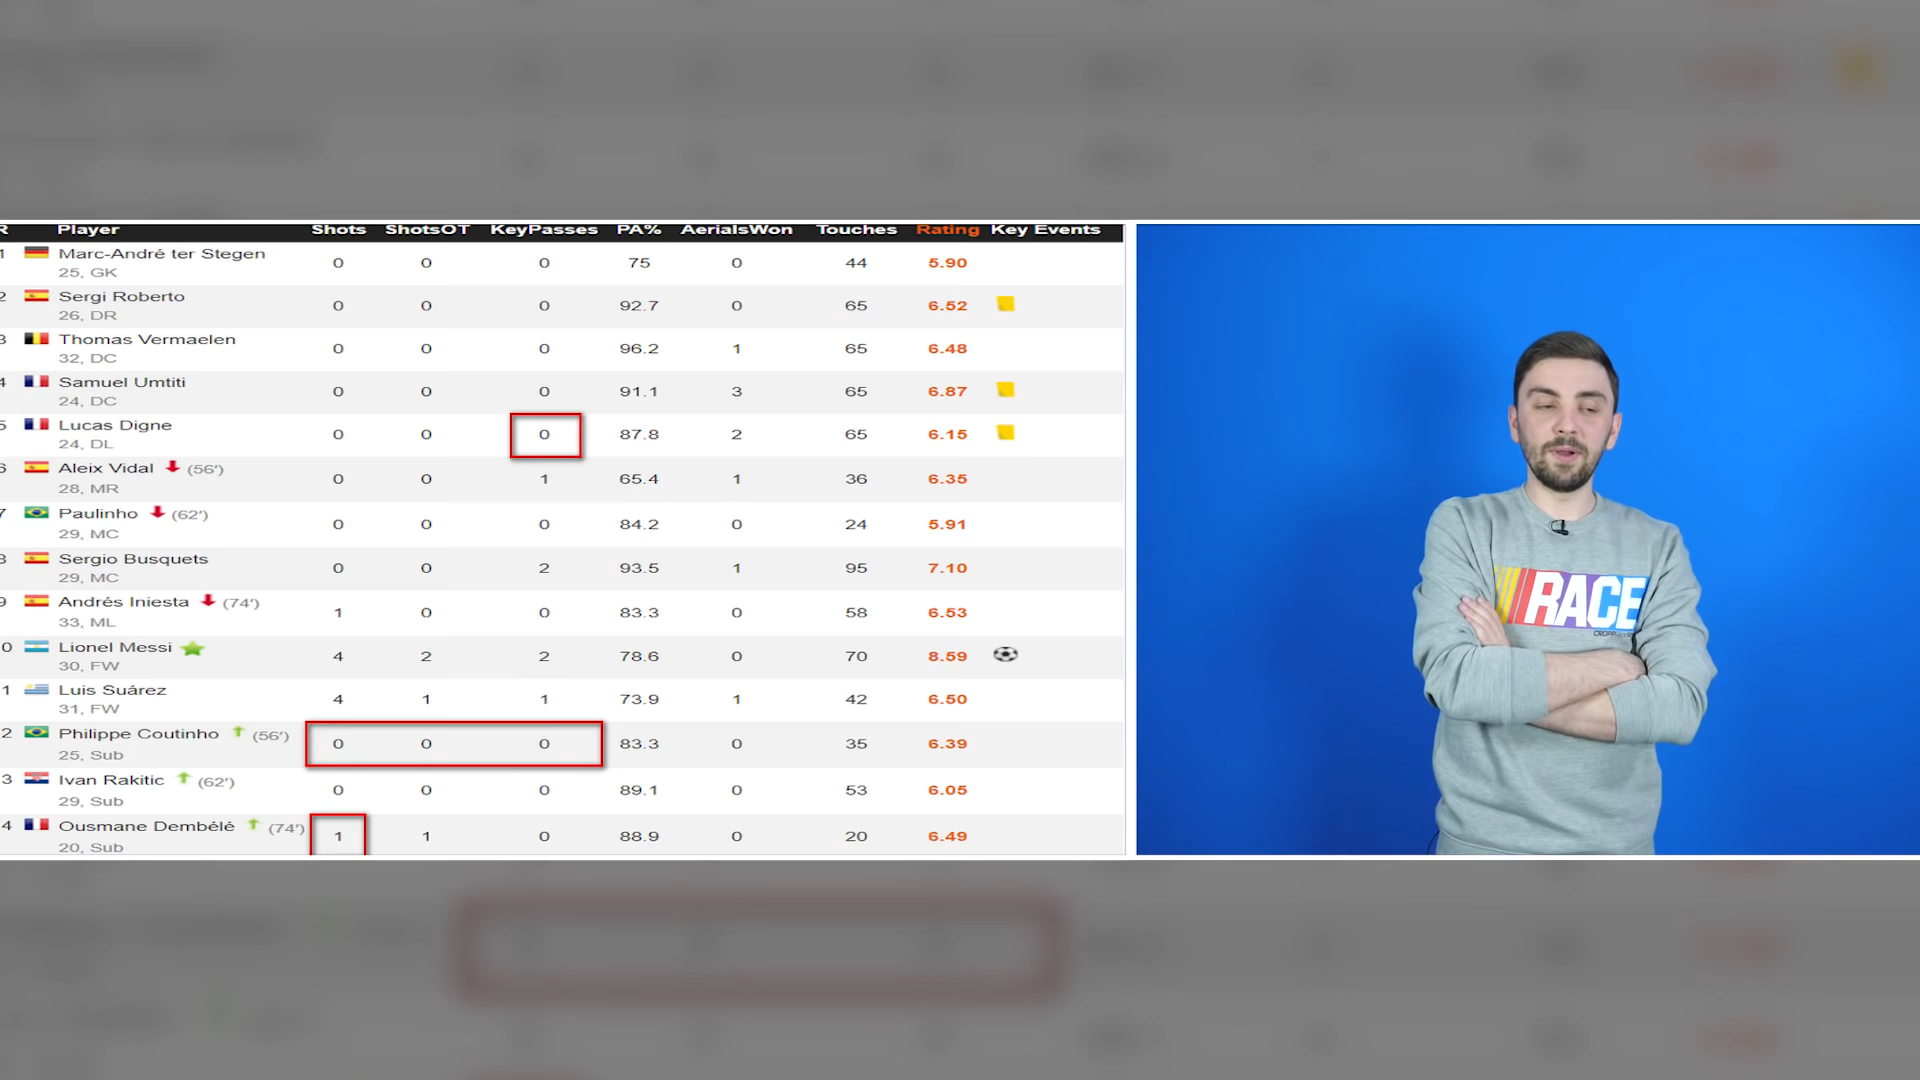 R Player Shots ShotsOT KeyPasses PA% AerialsWon Touches Rating Key Events
1 Marc-André ter Stegen 0 0 0 75 0 44 5.90
25, GK
2 Sergi Roberto 0 0 0 92.7 0 65 6.52
26, DR
3 Thomas Vermaelen 0 0 0 96.2 1 65 6.48
32, DC
4 Samuel Umtiti 0 0 0 91.1 3 65 6.87
24, DC
5 Lucas Digne 0 0 0 87.8 2 65 6.15
24, DL
6 Aleix Vidal (56′) 0 0 1 65.4 1 36 6.35
28, MR
7 Paulinho (62′) 0 0 0 84.2 0 24 5.91
29, MC
8 Sergio Busquets 0 0 2 93.5 1 95 7.10
29, MC
9 Andrés Iniesta (74′) 1 0 0 83.3 0 58 6.53
33, ML
0 Lionel Messi 4 2 2 78.6 0 70 8.59
30, FW
1 Luis Suárez 4 1 1 73.9 1 42 6.50
31, FW
2 Philippe Coutinho (56′) 0 0 0 83.3 0 35 6.39
25, Sub
3 Ivan Rakitic (62′) 0 0 0 89.1 0 53 6.05
29, Sub
4 Ousmane Dembélé (74′) 1 1 0 88.9 0 20 6.49
20, Sub
RACE
CROPP